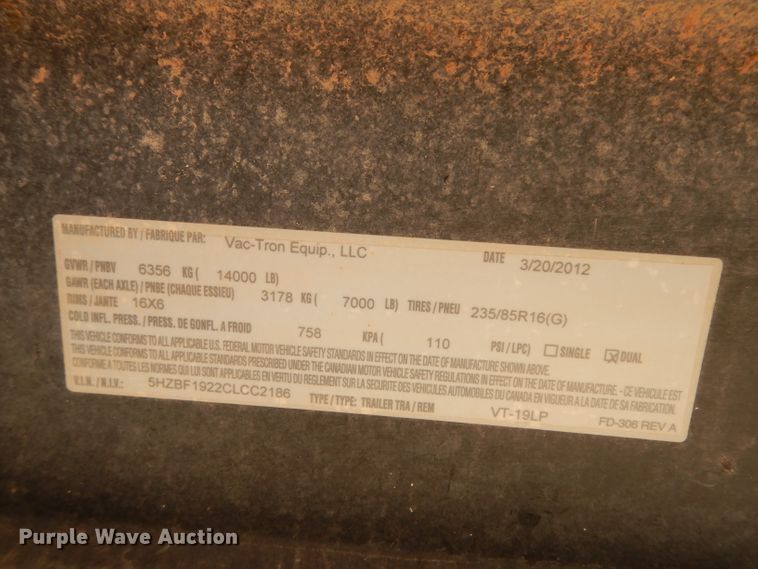 MANUFACTURED BY / FABRIQUE PAR: Vac-Tron Equip., LLC DATE 3/20/2012
GVWR / PNBV 6356 KG ( 14000 LB)
GAWR (EACH AXLE) / PNBE (CHAQUE ESSIEU) 3178 KG ( 7000 LB) TIRES / PNEU 235/85R16(G)
RIMS / JANTE 16X6
COLD INFL. PRESS. / PRESS. DE GONFL. A FROID 758 KPA ( 110 PSI / LPC) SINGLE DUAL
THIS VEHICLE CONFORMS TO ALL APPLICABLE U.S. FEDERAL MOTOR VEHICLE SAFETY STANDARDS IN EFFECT ON THE DATE OF MANUFACTURE SHOWN ABOVE.
THIS VEHICLE CONFORMS TO ALL APPLICABLE STANDARDS PRESCRIBED UNDER THE CANADIAN MOTOR VEHICLE SAFETY REGULATIONS IN EFFECT ON THE DATE OF MANUFACTURE. / CE VEHICULE EST
CONFORME A TOUTES LES NORMES QUI LUI SONT APPLICABLES EN VERTU DU REGLEMENT SUR LA SECURITE DES VEHICULES AUTOMOBILES DU CANADA EN VIGUEUR A LA DATE DE SA FABRICATION.
V.I.N. / N.I.V.: 5HZBF1922CLCC2186 TYPE / TYPE: TRAILER TRA / REM VT-19LP FD-306 REV A
Purple Wave Auction